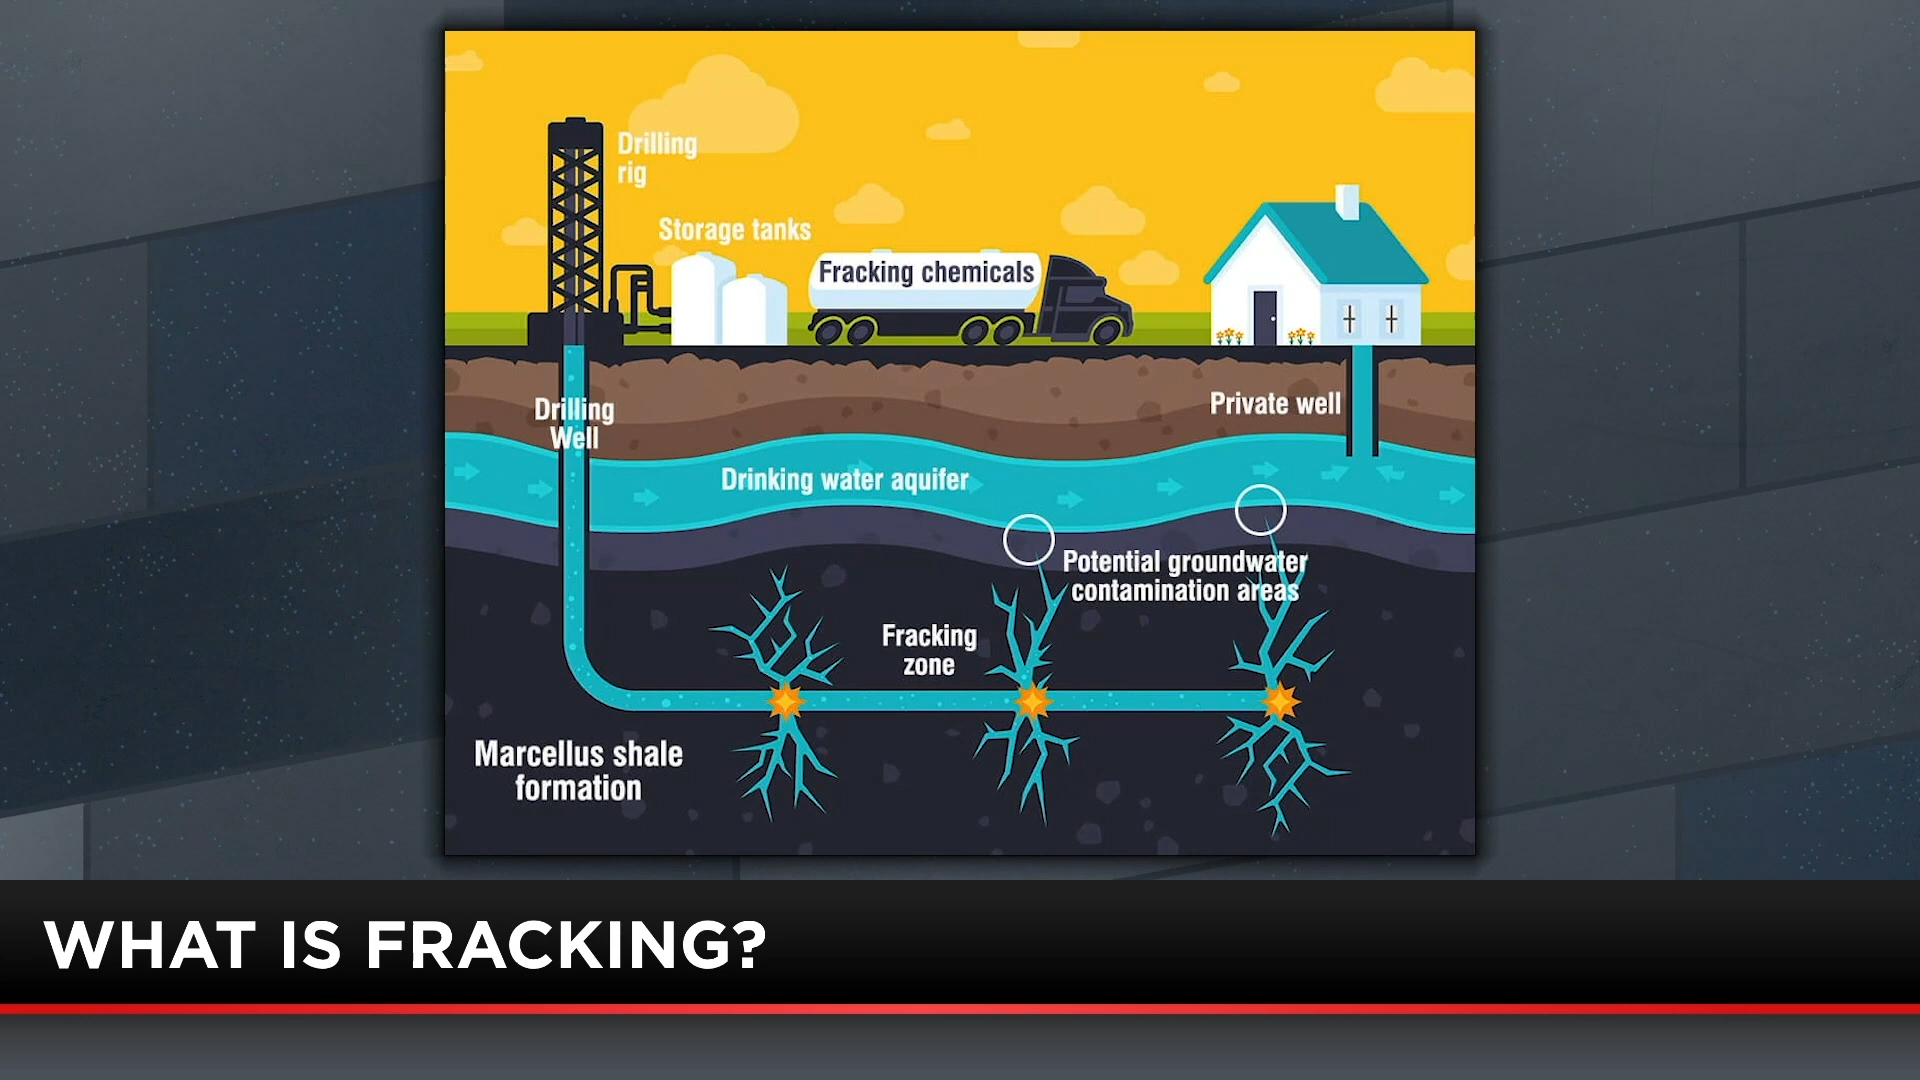 Drilling
rig
Storage tanks
Fracking chemicals
Drilling
Well
Private well
Drinking water aquifer
Potential groundwater
contamination areas
Fracking
zone
Marcellus shale
formation
WHAT IS FRACKING?